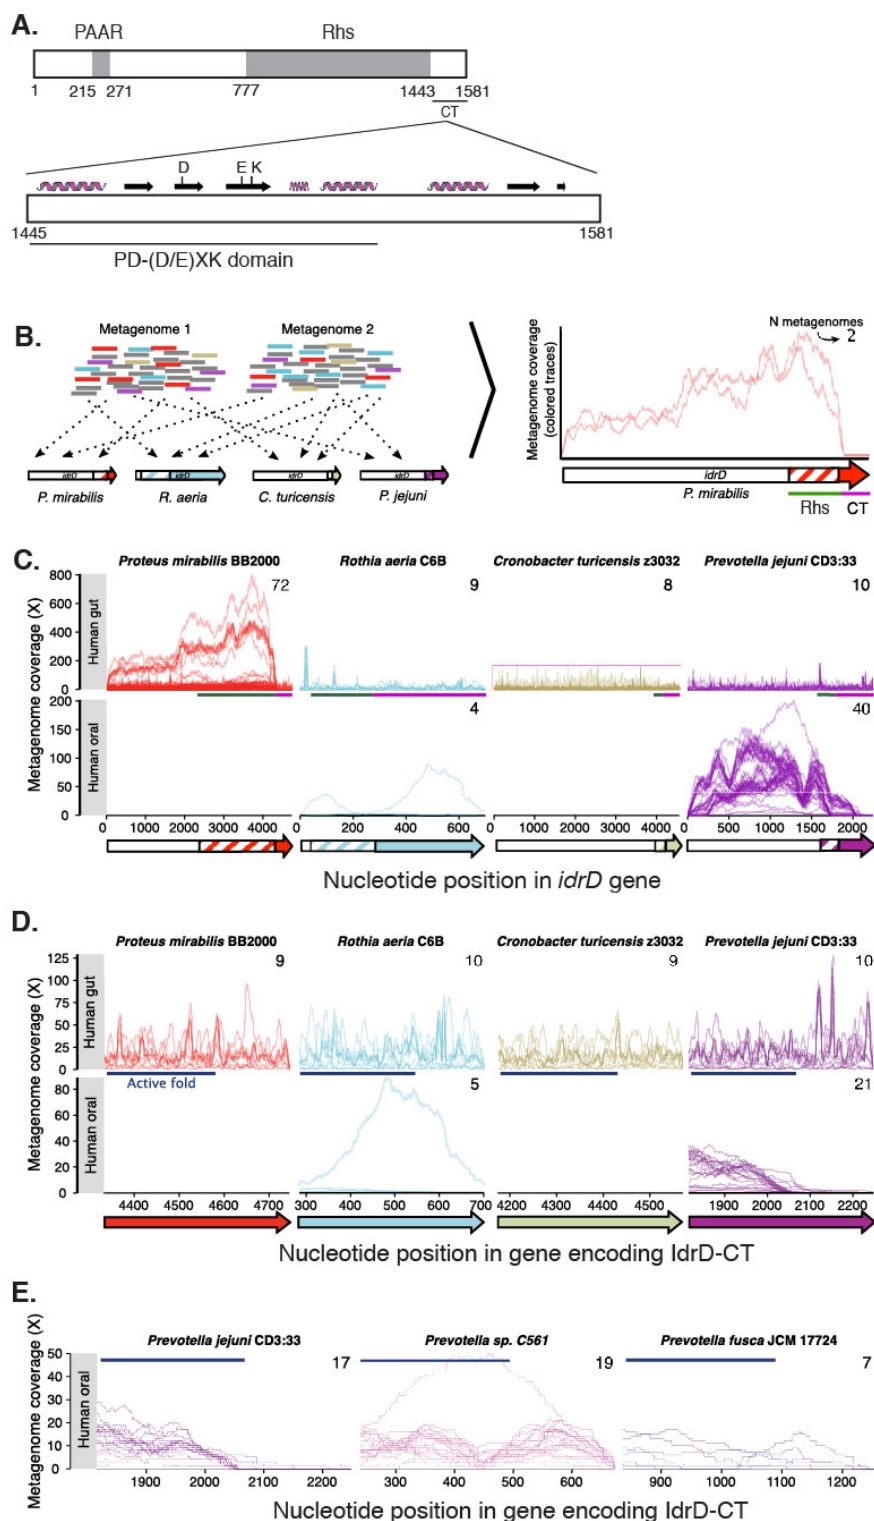 A.
PAAR Rhs
1 215 271 777 1443 1581
CT
D E K
1445 1581
PD-(D/E)XK domain
B.
Metagenome 1 Metagenome 2
idrD idrD idrD idrD
P. mirabilis R. aeria C. turicensis P. jejuni
Metagenome coverage
(colored traces)
N metagenomes
2
idrD
P. mirabilis
Rhs CT
C.
Proteus mirabilis BB2000 Rothia aeria C6B Cronobacter turicensis z3032 Prevotella jejuni CD3:33
Metagenome coverage (X)
Human gut
800
600
400
200
0
72 9 8 10
Human oral
200
150
100
50
0
4 40
0 1000 2000 3000 4000 0 200 400 600 0 1000 2000 3000 4000 0 500 1000 1500 2000
Nucleotide position in idrD gene
D.
Proteus mirabilis BB2000 Rothia aeria C6B Cronobacter turicensis z3032 Prevotella jejuni CD3:33
Metagenome coverage (X)
Human gut
125
100
75
50
25
0
9 10 9 10
Active fold
Human oral
80
60
40
20
0
5 21
4400 4500 4600 4700 300 400 500 600 700 4200 4300 4400 4500 1900 2000 2100 2200
Nucleotide position in gene encoding IdrD-CT
E.
Prevotella jejuni CD3:33 Prevotella sp. C561 Prevotella fusca JCM 17724
Metagenome coverage (X)
Human oral
50
40
30
20
10
0
17 19 7
1900 2000 2100 2200 300 400 500 600 900 1000 1100 1200
Nucleotide position in gene encoding IdrD-CT